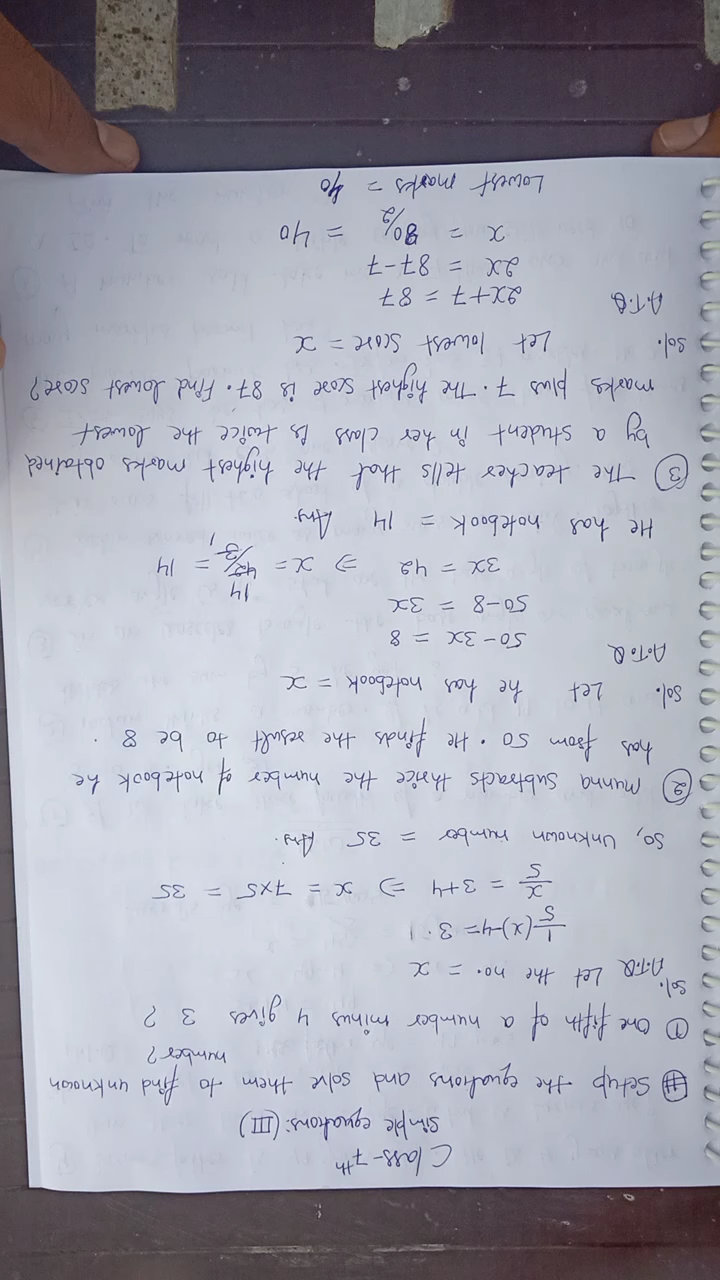 Class-7th
Simple equations: (III)
# Setup the equations and solve them to find unknown
number?
① One fifth of a number minus 4 gives 3 ?
Sol. Let the no. = x
A.T.Q
1/5 (x)-4= 3.
x/5 = 3+4 ⇒ x = 7×5 = 35
So, Unknown number = 35 Ans.
② Munna subtracts thrice the number of notebook he
has from 50. He finds the result to be 8.
Sol. Let he has notebook = x
A.T.Q
50-3x = 8
50-8 = 3x
3x = 42 ⇒ x = 42/3 = 14
14
1
He has notebook = 14 Ans.
③ The teacher tells that the highest marks obtained
by a student in her class is twice the lowest
marks plus 7. The highest score is 87. Find lowest score?
Sol. Let lowest score = x
A.T.Q
2x+7 = 87
2x = 87-7
x = 80/2 = 40
Lowest marks = 40